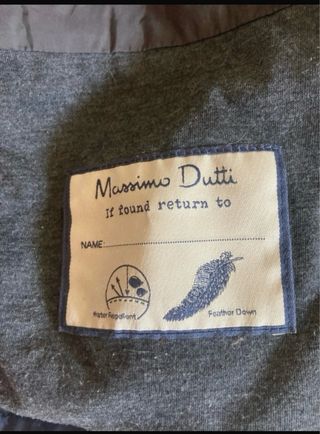 Massimo Dutti
If found return to
NAME:
Water Repellent
Feather Down